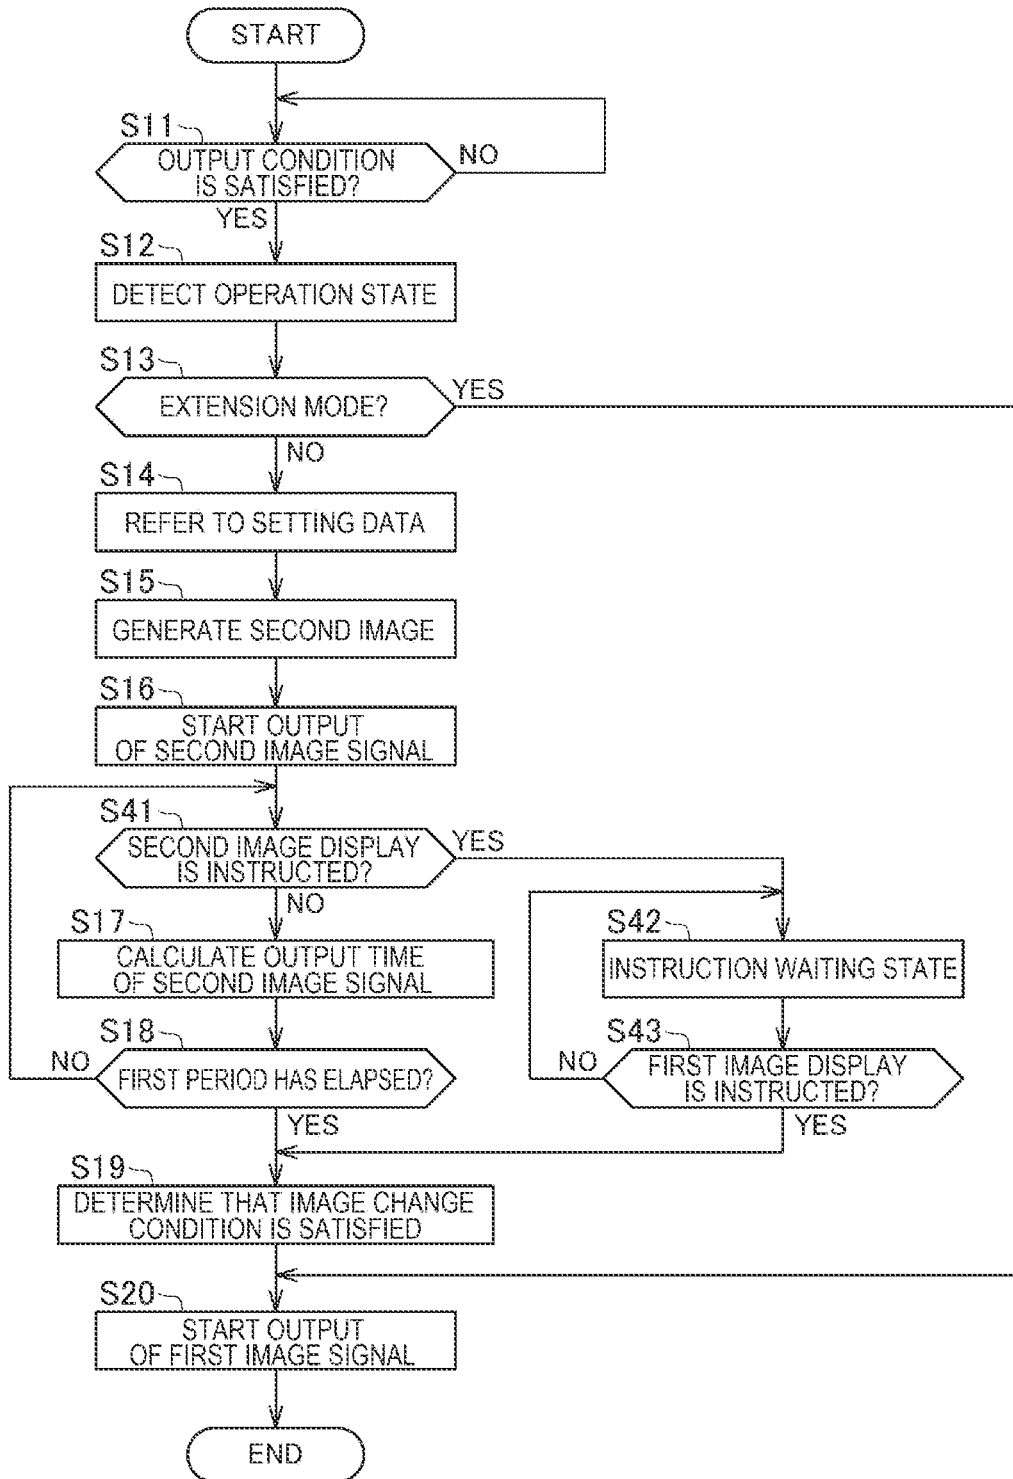 START
S11
OUTPUT CONDITION
IS SATISFIED?
NO
YES
S12
DETECT OPERATION STATE
S13
EXTENSION MODE?
YES
NO
S14
REFER TO SETTING DATA
S15
GENERATE SECOND IMAGE
S16
START OUTPUT
OF SECOND IMAGE SIGNAL
S41
SECOND IMAGE DISPLAY
IS INSTRUCTED?
YES
NO
S17
CALCULATE OUTPUT TIME
OF SECOND IMAGE SIGNAL
S42
INSTRUCTION WAITING STATE
S18
NO
FIRST PERIOD HAS ELAPSED?
YES
S43
NO
FIRST IMAGE DISPLAY
IS INSTRUCTED?
YES
S19
DETERMINE THAT IMAGE CHANGE
CONDITION IS SATISFIED
S20
START OUTPUT
OF FIRST IMAGE SIGNAL
END